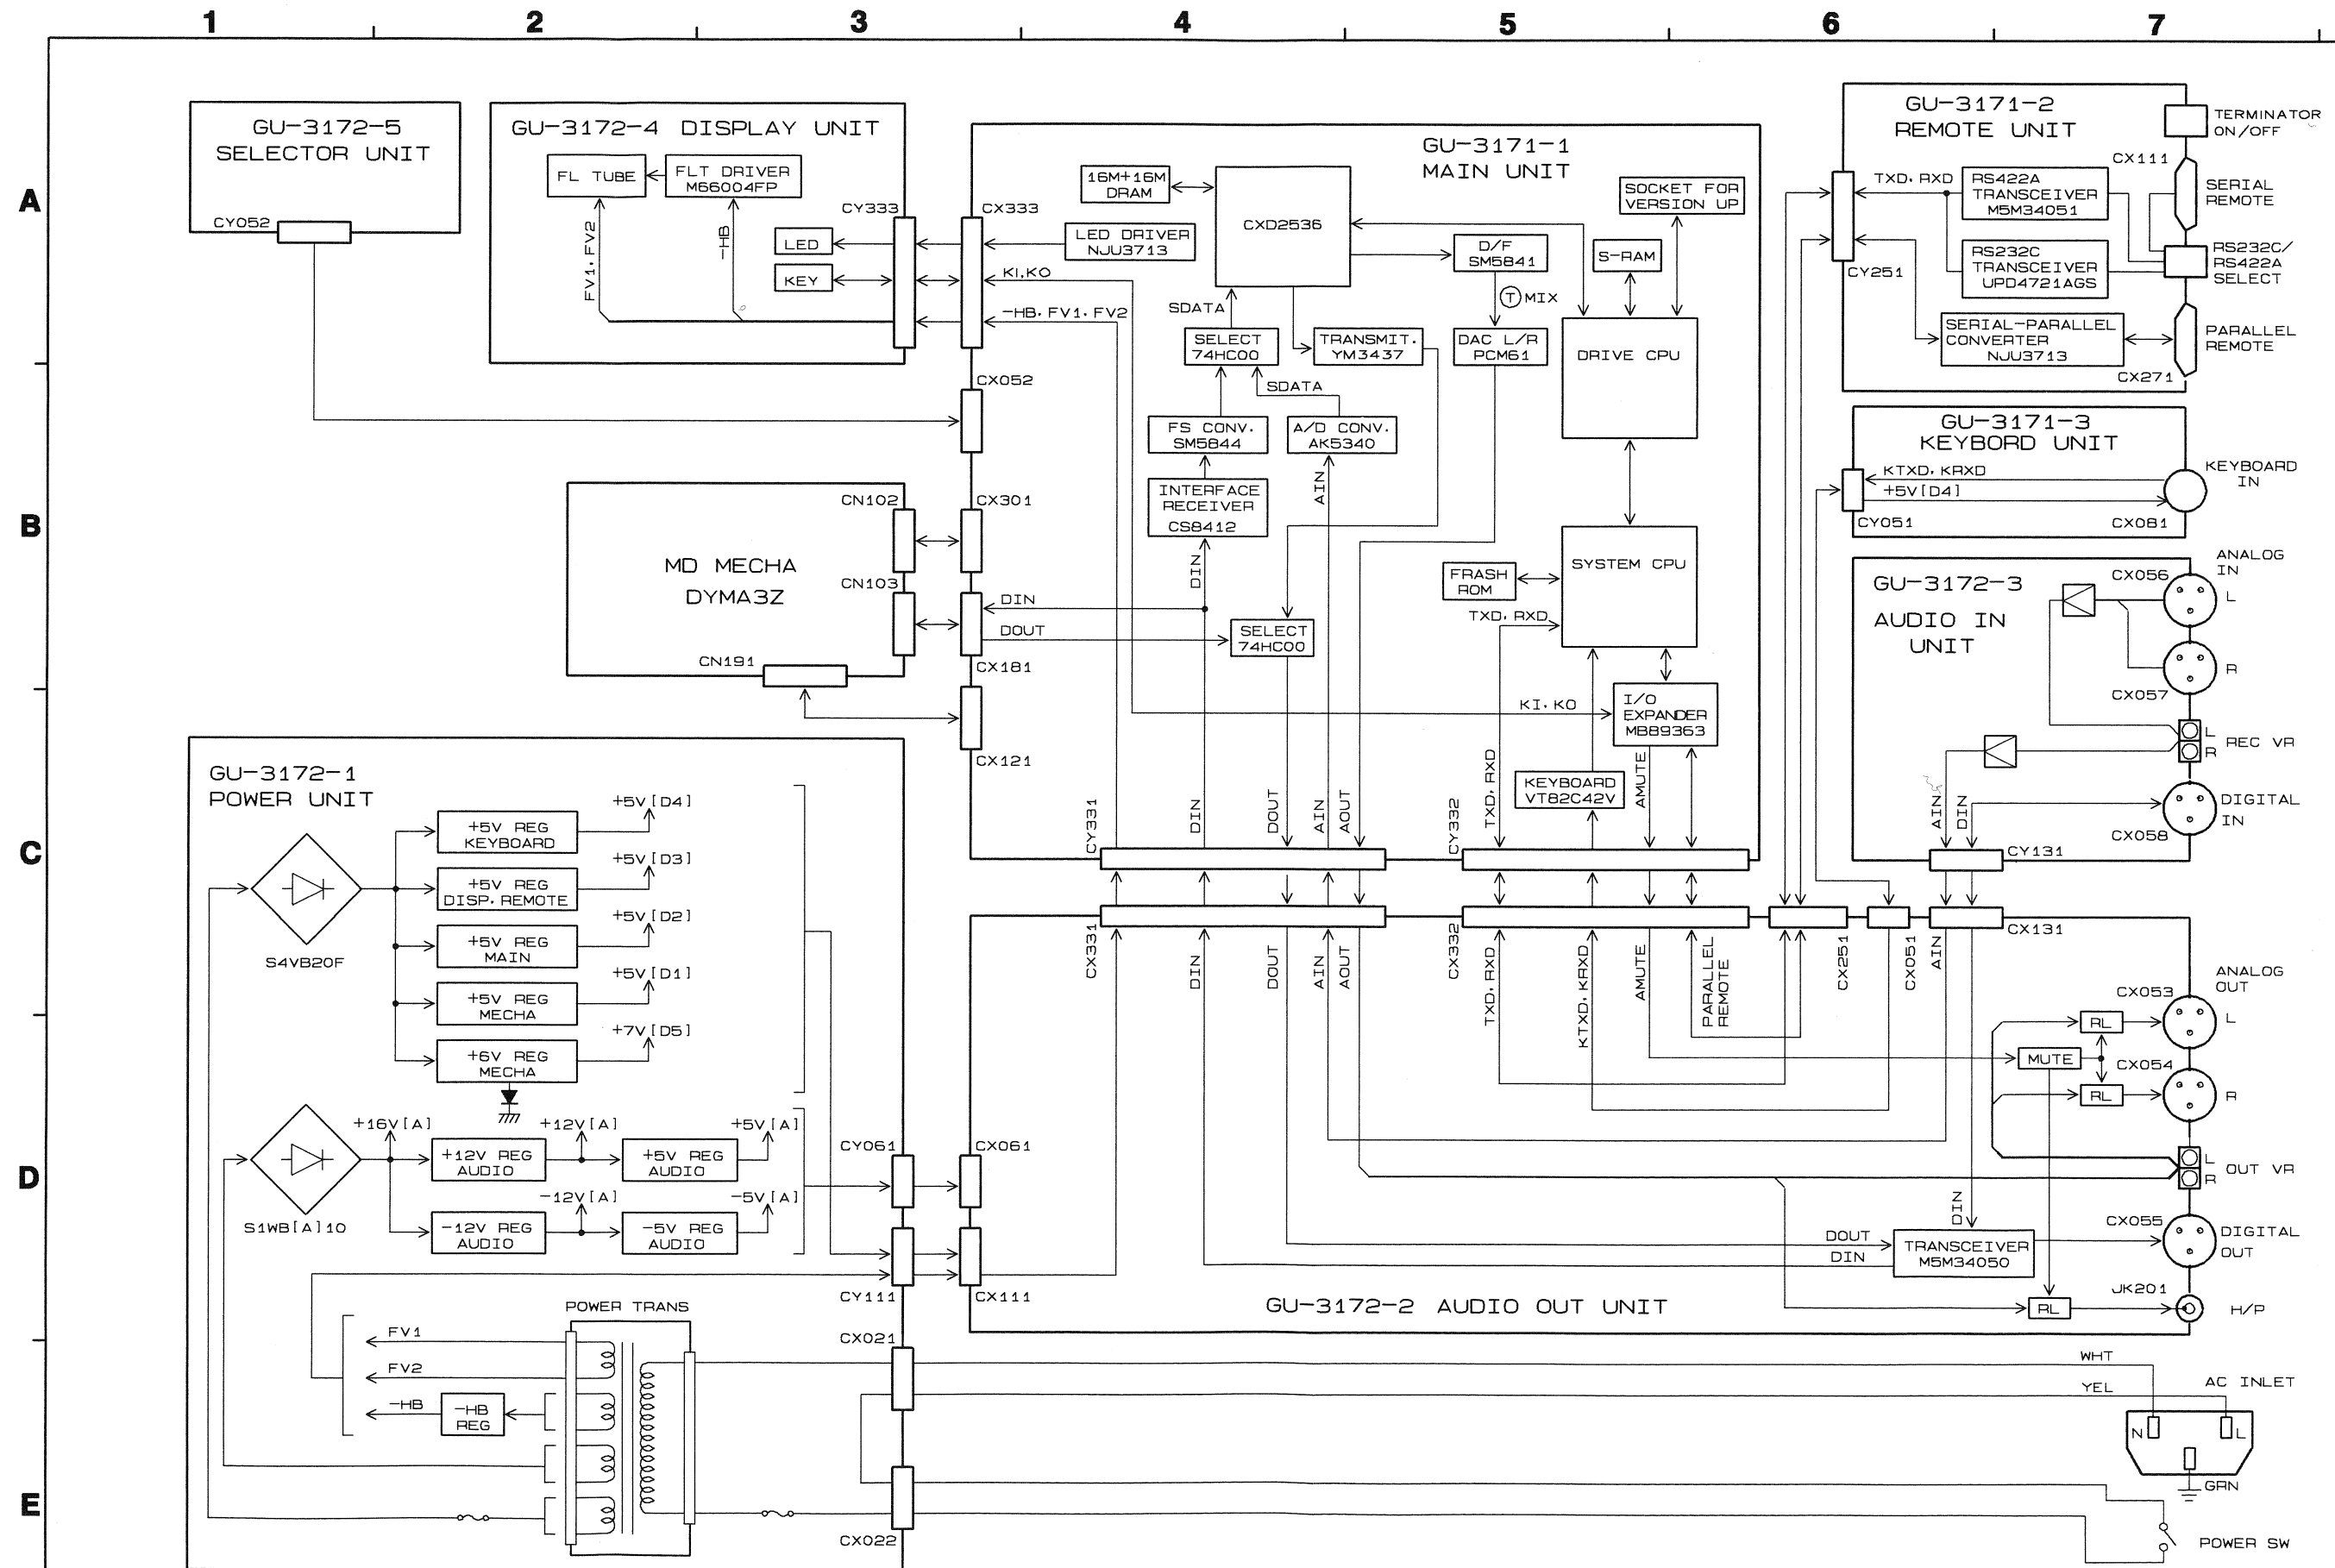 1 2 3 4 5 6 7
A
B
C
D
E
GU-3172-5
SELECTOR UNIT
CY052
GU-3172-4 DISPLAY UNIT
FL TUBE
FLT DRIVER
M66004FP
CY333
LED
KEY
FV1. FV2
-HB
GU-3171-1
MAIN UNIT
CX333
16M+16M
DRAM
CXD2536
LED DRIVER
NJU3713
KI.KO
-HB. FV1. FV2
SOCKET FOR
VERSION UP
S-RAM
D/F
SM5841
T MIX
SDATA
SELECT
74HC00
TRANSMIT.
YM3437
DAC L/R
PCM61
DRIVE CPU
SDATA
CX052
FS CONV.
SM5844
A/D CONV.
AK5340
INTERFACE
RECEIVER
CS8412
AIN
DIN
CX301
SYSTEM CPU
FRASH
ROM
TXD. RXD
DIN
DOUT
SELECT
74HC00
CX181
KI. KO
I/O
EXPANDER
MB89363
KEYBOARD
VT82C42V
CX121
CY331
DIN
DOUT
AIN
AOUT
CY332
TXD. RXD
AMUTE
GU-3171-2
REMOTE UNIT
TERMINATOR
ON/OFF
CX111
TXD. RXD
RS422A
TRANSCEIVER
M5M34051
SERIAL
REMOTE
RS232C
TRANSCEIVER
UPD4721AGS
RS232C/
RS422A
SELECT
CY251
SERIAL-PARALLEL
CONVERTER
NJU3713
PARALLEL
REMOTE
CX271
GU-3171-3
KEYBORD UNIT
KTXD. KRXD
+5V[D4]
KEYBOARD
IN
CY051
CX081
MD MECHA
DYMA3Z
CN102
CN103
CN191
GU-3172-3
AUDIO IN
UNIT
ANALOG
IN
CX056
L
R
CX057
L
R
REC VR
AIN
DIN
DIGITAL
IN
CX058
CY131
GU-3172-1
POWER UNIT
S4VB20F
+5V REG
KEYBOARD
+5V[D4]
+5V REG
DISP. REMOTE
+5V[D3]
+5V REG
MAIN
+5V[D2]
+5V REG
MECHA
+5V[D1]
+6V REG
MECHA
+7V[D5]
S1WB[A]10
+16V[A]
+12V REG
AUDIO
+12V[A]
+5V REG
AUDIO
+5V[A]
-12V REG
AUDIO
-12V[A]
-5V REG
AUDIO
-5V[A]
CY061
CY111
FV1
FV2
-HB
-HB
REG
POWER TRANS
CX021
CX022
CX331
DIN
DOUT
AIN
AOUT
CX332
TXD. RXD
KTXD. KRXD
AMUTE
PARALLEL
REMOTE
CX251
CX051
AIN
CX131
ANALOG
OUT
CX053
L
RL
MUTE
CX054
RL
R
L
R
OUT VR
CX061
CX111
DIN
DOUT
DIN
TRANSCEIVER
M5M34050
CX055
DIGITAL
OUT
GU-3172-2 AUDIO OUT UNIT
RL
JK201
H/P
WHT
YEL
AC INLET
N
L
GRN
POWER SW